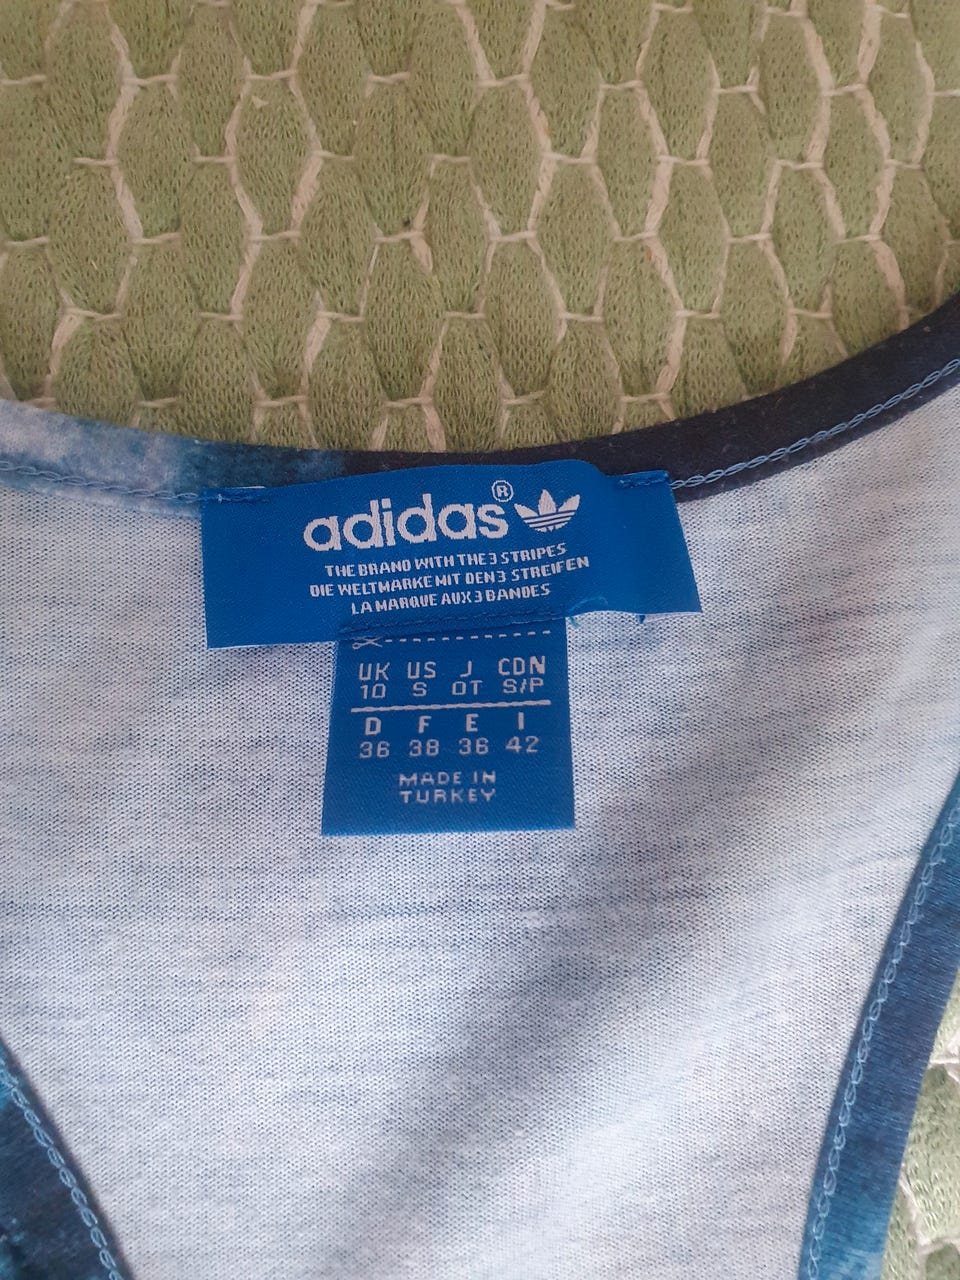 adidas®
THE BRAND WITH THE 3 STRIPES
DIE WELTMARKE MIT DEN 3 STREIFEN
LA MARQUE AUX 3 BANDES
UK US J CDN
10 S OT S/P
D F E I
36 38 36 42
MADE IN
TURKEY